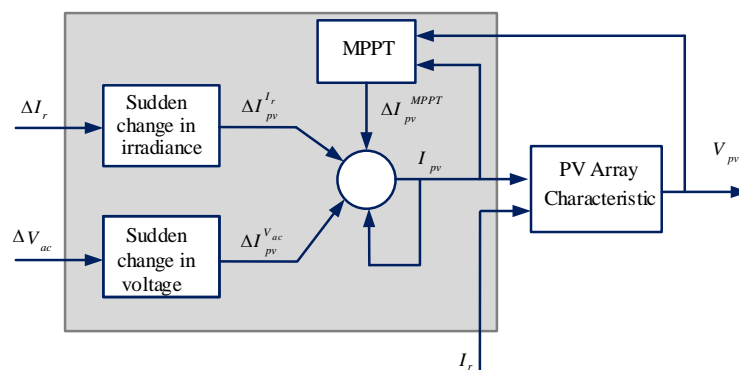 MPPT
ΔI_r
Sudden
change in
irradiance
ΔI_pv^{I_r}
ΔI_pv^{MPPT}
I_pv
PV Array
Characteristic
V_pv
ΔV_ac
Sudden
change in
voltage
ΔI_pv^{V_ac}
I_r